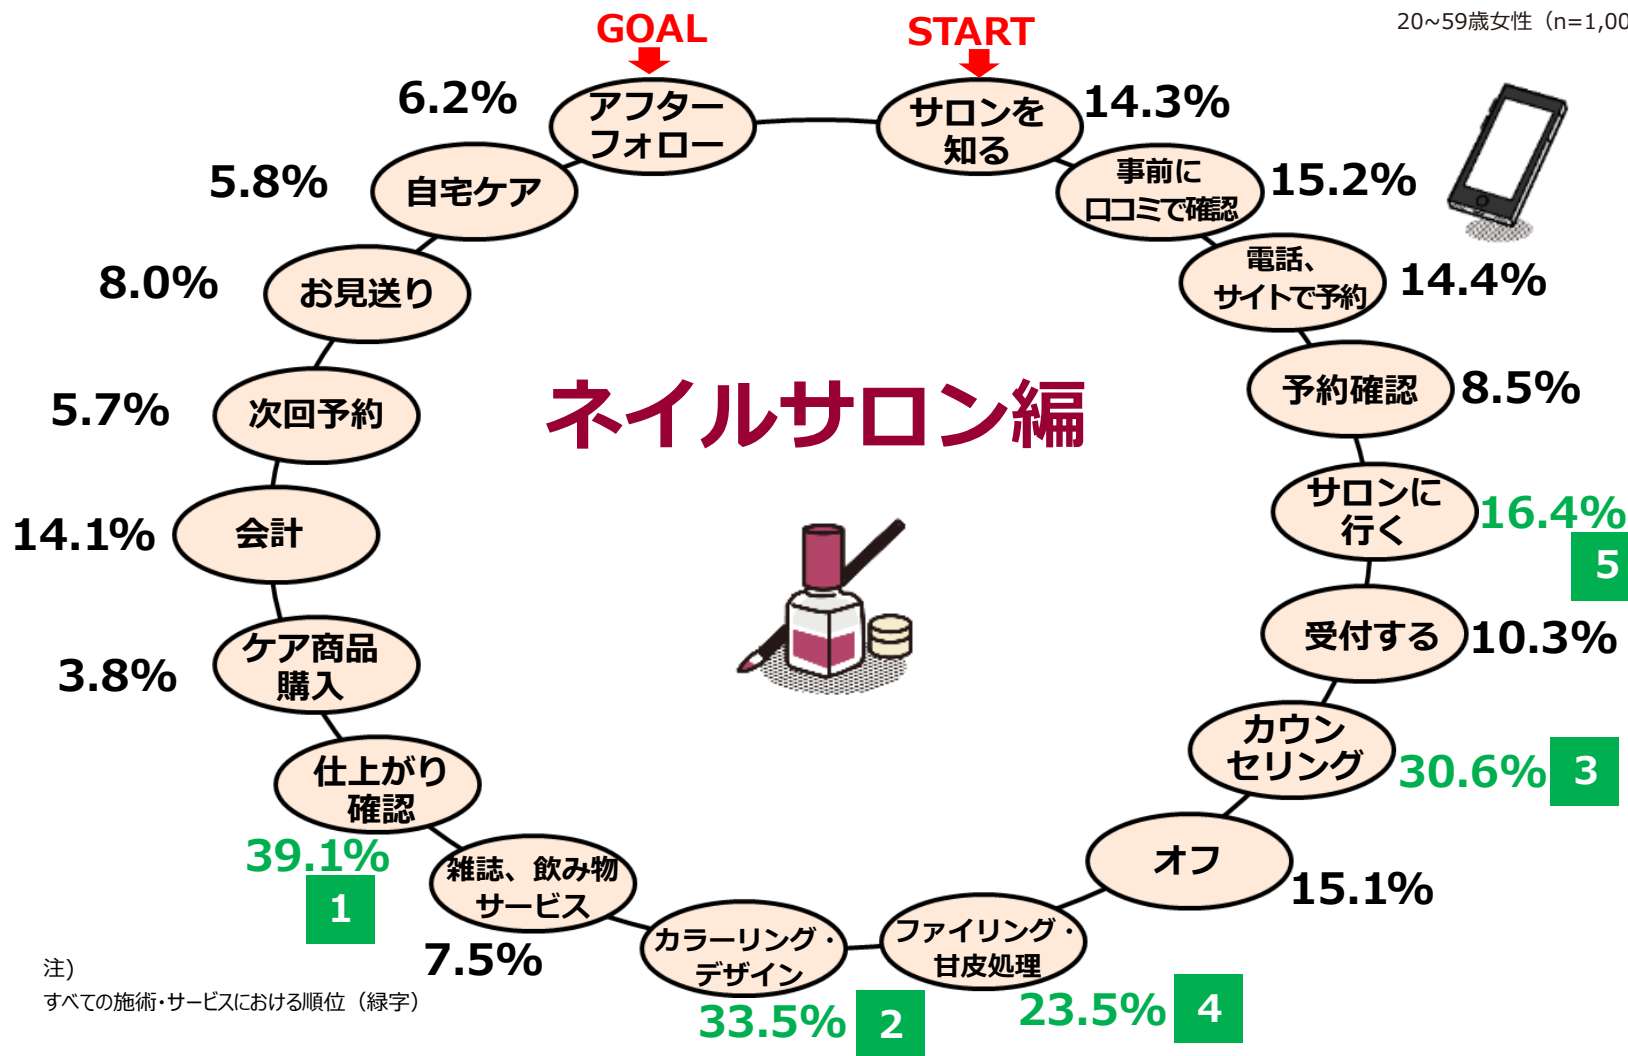 20~59歳女性（n=1,00
GOAL
START
サロンを
知る
14.3%
事前に
口コミで確認
15.2%
電話、
サイトで予約
14.4%
予約確認
8.5%
サロンに
行く
16.4%
5
受付する
10.3%
カウン
セリング
30.6%
3
オフ
15.1%
ファイリング・
甘皮処理
23.5%
4
カラーリング・
デザイン
33.5%
2
雑誌、飲み物
サービス
7.5%
仕上がり
確認
39.1%
1
ケア商品
購入
3.8%
会計
14.1%
次回予約
5.7%
お見送り
8.0%
自宅ケア
5.8%
アフター
フォロー
6.2%
ネイルサロン編
注)
すべての施術・サービスにおける順位（緑字）